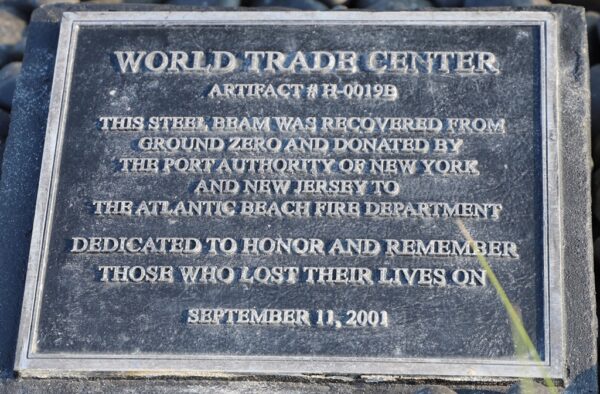 WORLD TRADE CENTER
ARTIFACT # H-0019B
THIS STEEL BEAM WAS RECOVERED FROM
GROUND ZERO AND DONATED BY
THE PORT AUTHORITY OF NEW YORK
AND NEW JERSEY TO
THE ATLANTIC BEACH FIRE DEPARTMENT
DEDICATED TO HONOR AND REMEMBER
THOSE WHO LOST THEIR LIVES ON
SEPTEMBER 11, 2001